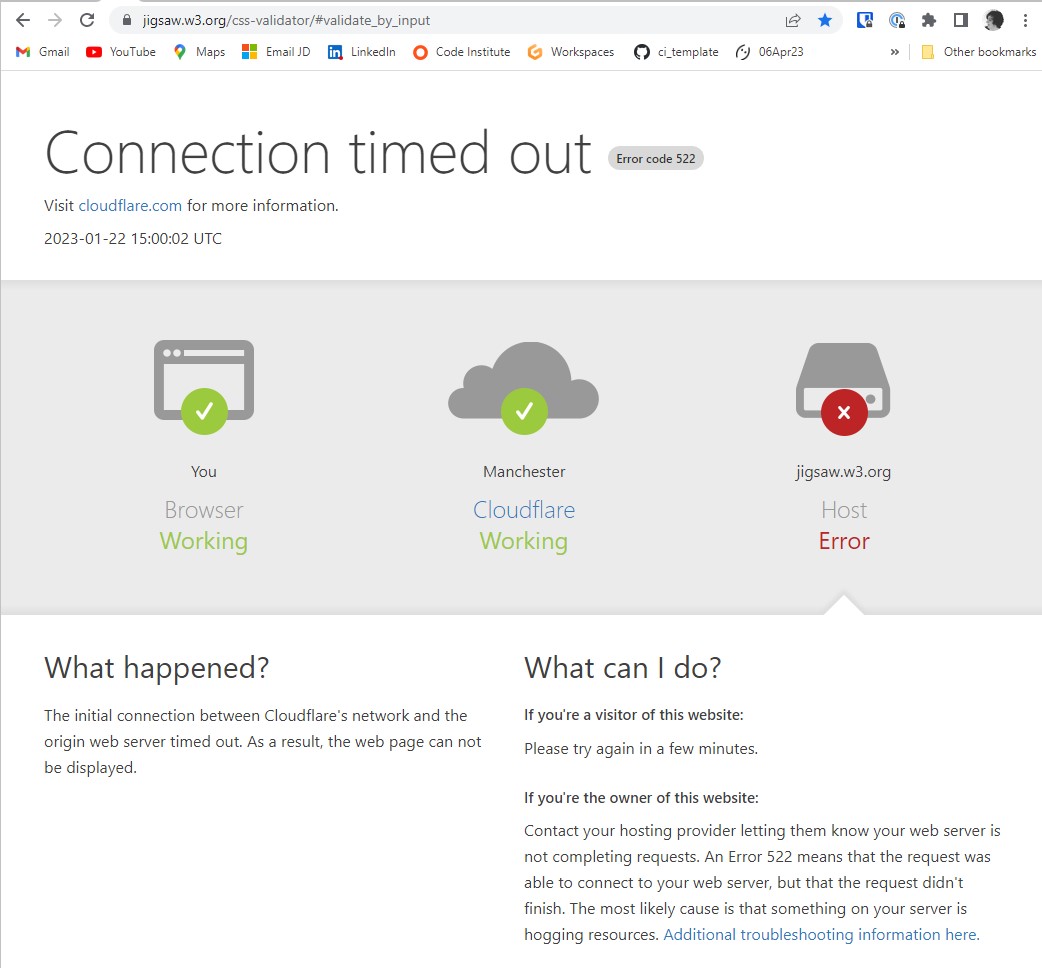 jigsaw.w3.org/css-validator/#validate_by_input
Gmail YouTube Maps Email JD LinkedIn Code Institute Workspaces ci_template 06Apr23 » Other bookmarks
Connection timed out Error code 522
Visit cloudflare.com for more information.
2023-01-22 15:00:02 UTC
You
Browser
Working
Manchester
Cloudflare
Working
jigsaw.w3.org
Host
Error
What happened?
The initial connection between Cloudflare's network and the
origin web server timed out. As a result, the web page can not
be displayed.
What can I do?
If you're a visitor of this website:
Please try again in a few minutes.
If you're the owner of this website:
Contact your hosting provider letting them know your web server is
not completing requests. An Error 522 means that the request was
able to connect to your web server, but that the request didn't
finish. The most likely cause is that something on your server is
hogging resources. Additional troubleshooting information here.